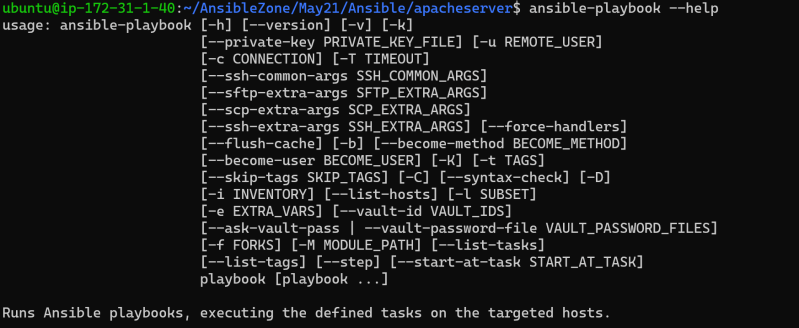 ubuntu@ip-172-31-1-40:~/AnsibleZone/May21/Ansible/apacheserver$ ansible-playbook --help
usage: ansible-playbook [-h] [--version] [-v] [-k]
[--private-key PRIVATE_KEY_FILE] [-u REMOTE_USER]
[-c CONNECTION] [-T TIMEOUT]
[--ssh-common-args SSH_COMMON_ARGS]
[--sftp-extra-args SFTP_EXTRA_ARGS]
[--scp-extra-args SCP_EXTRA_ARGS]
[--ssh-extra-args SSH_EXTRA_ARGS] [--force-handlers]
[--flush-cache] [-b] [--become-method BECOME_METHOD]
[--become-user BECOME_USER] [-K] [-t TAGS]
[--skip-tags SKIP_TAGS] [-C] [--syntax-check] [-D]
[-i INVENTORY] [--list-hosts] [-l SUBSET]
[-e EXTRA_VARS] [--vault-id VAULT_IDS]
[--ask-vault-pass | --vault-password-file VAULT_PASSWORD_FILES]
[-f FORKS] [-M MODULE_PATH] [--list-tasks]
[--list-tags] [--step] [--start-at-task START_AT_TASK]
playbook [playbook ...]
Runs Ansible playbooks, executing the defined tasks on the targeted hosts.